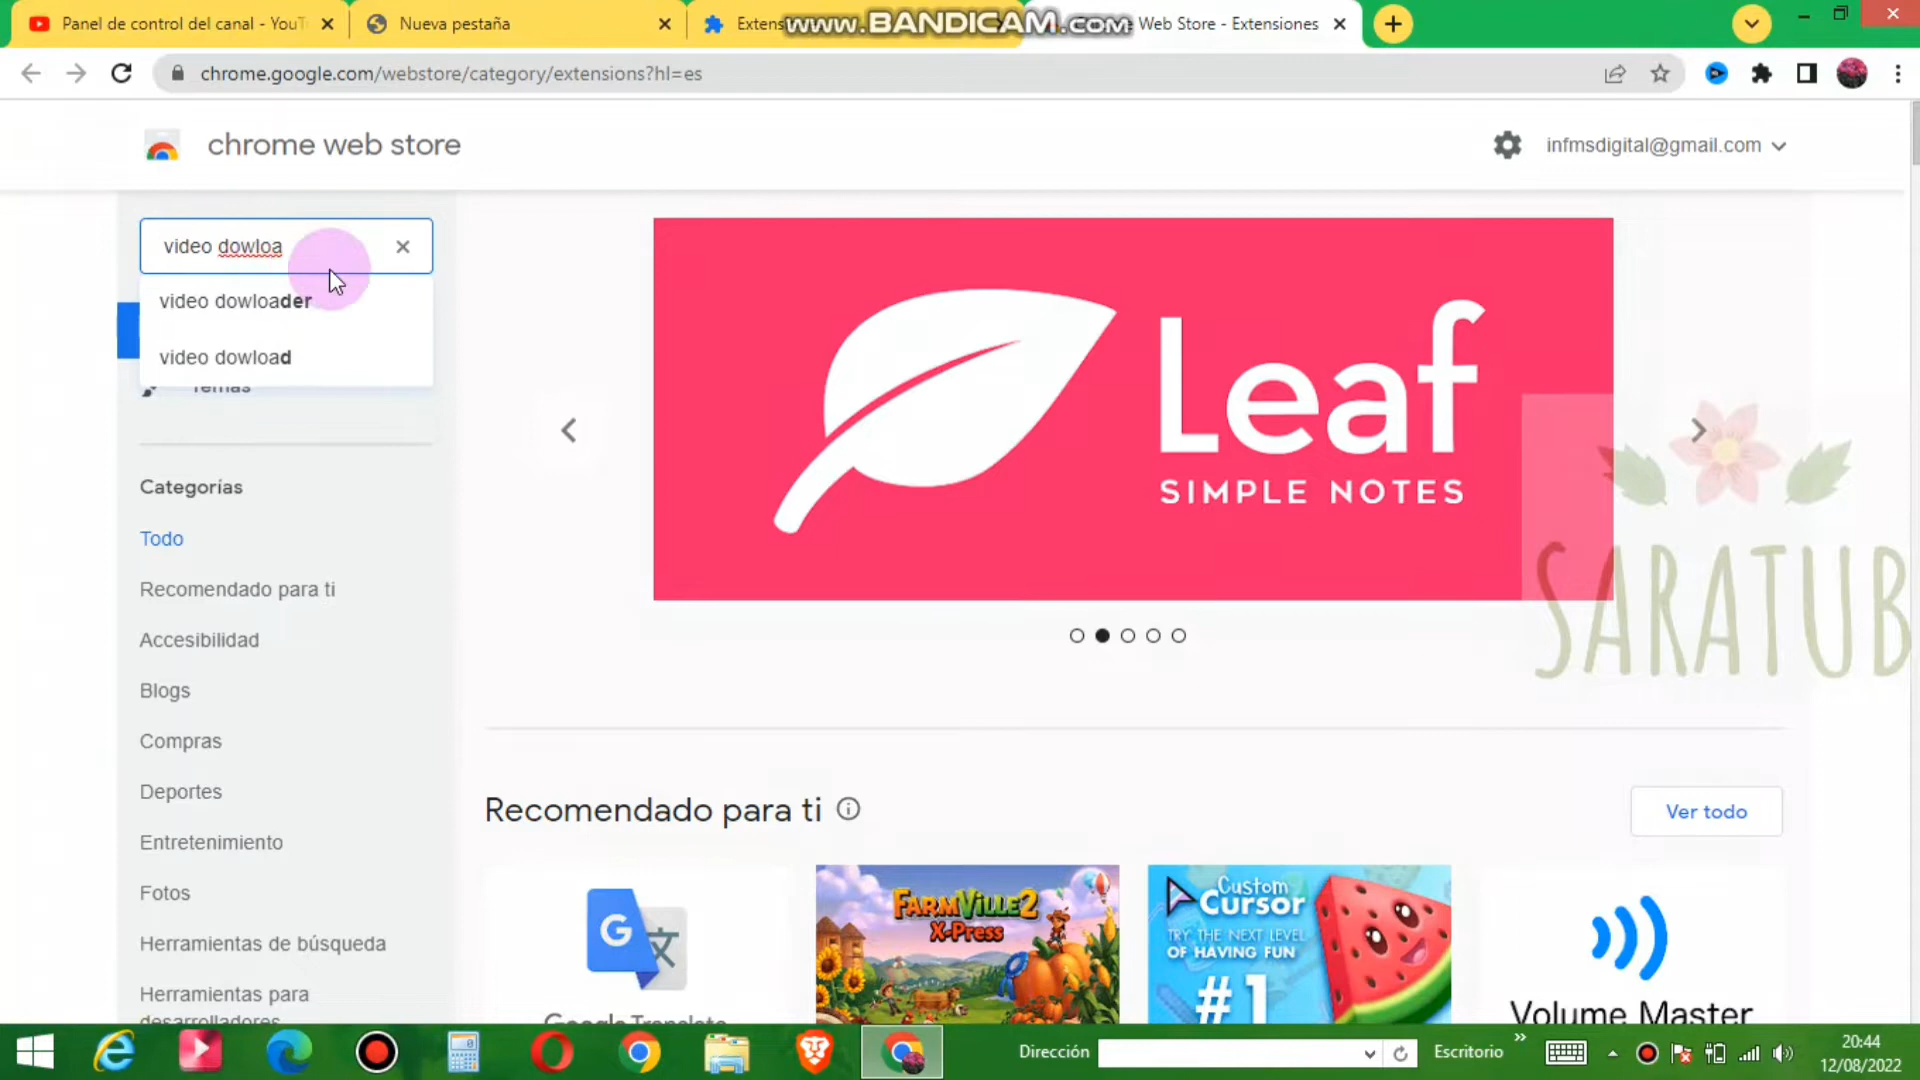 Panel de control del canal - YouT
Nueva pestaña
Extens
www.BANDICAM.com
Web Store - Extensiones
chrome.google.com/webstore/category/extensions?hl=es
chrome web store
infmsdigital@gmail.com
video dowloa
video dowloader
video dowload
Temas
Categorías
Todo
Recomendado para ti
Accesibilidad
Blogs
Compras
Deportes
Entretenimiento
Fotos
Herramientas de búsqueda
Herramientas para
desarrolladores
Leaf
SIMPLE NOTES
SARATUB
Recomendado para ti
Ver todo
G
Google Translate
FARMVILLE2
X-PRESS
Custom
Cursor
TRY THE NEXT LEVEL
OF HAVING FUN
#1
Volume Master
Dirección
Escritorio
20:44
12/08/2022